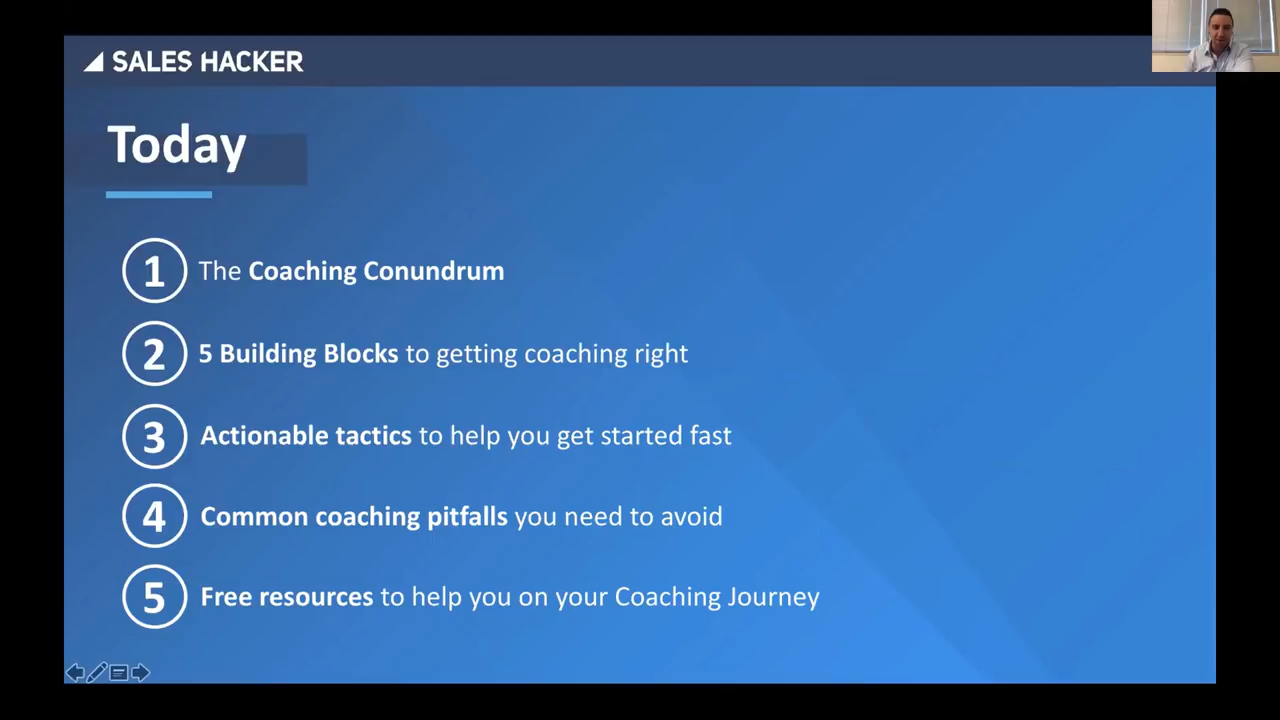 SALES HACKER
Today
1 The Coaching Conundrum
2 5 Building Blocks to getting coaching right
3 Actionable tactics to help you get started fast
4 Common coaching pitfalls you need to avoid
5 Free resources to help you on your Coaching Journey